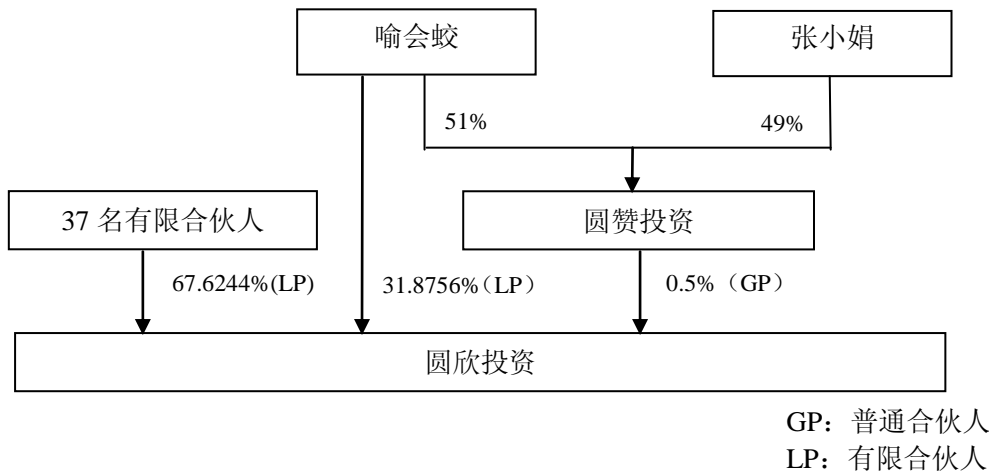 喻会蛟
张小娟
51%
49%
37 名有限合伙人
圆赞投资
67.6244%(LP)
31.8756%（LP）
0.5%（GP）
圆欣投资
GP：普通合伙人
LP：有限合伙人